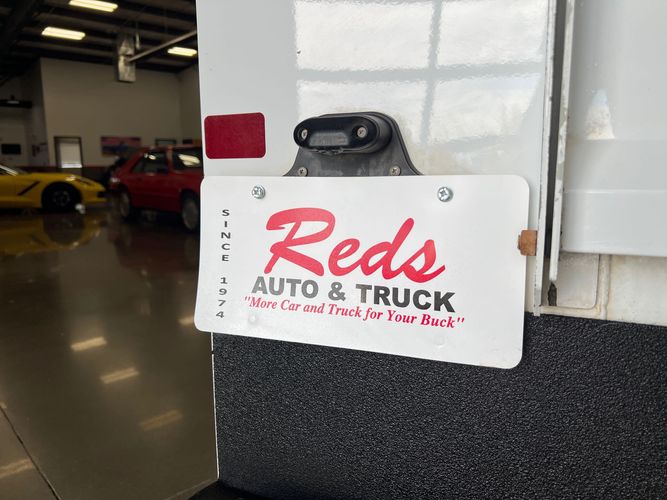 SINCE 1974
Reds
AUTO & TRUCK
"More Car and Truck for Your Buck"